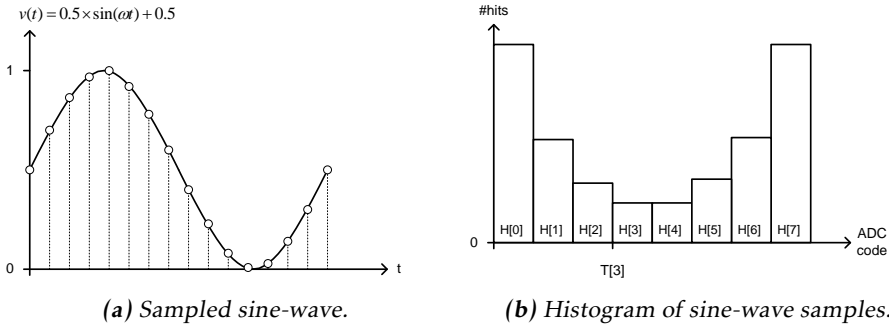 v(t) = 0.5×sin(ωt)+0.5
1
0
t
(a) Sampled sine-wave.
#hits
0
H[0] H[1] H[2] H[3] H[4] H[5] H[6] H[7]
ADC
code
T[3]
(b) Histogram of sine-wave samples.